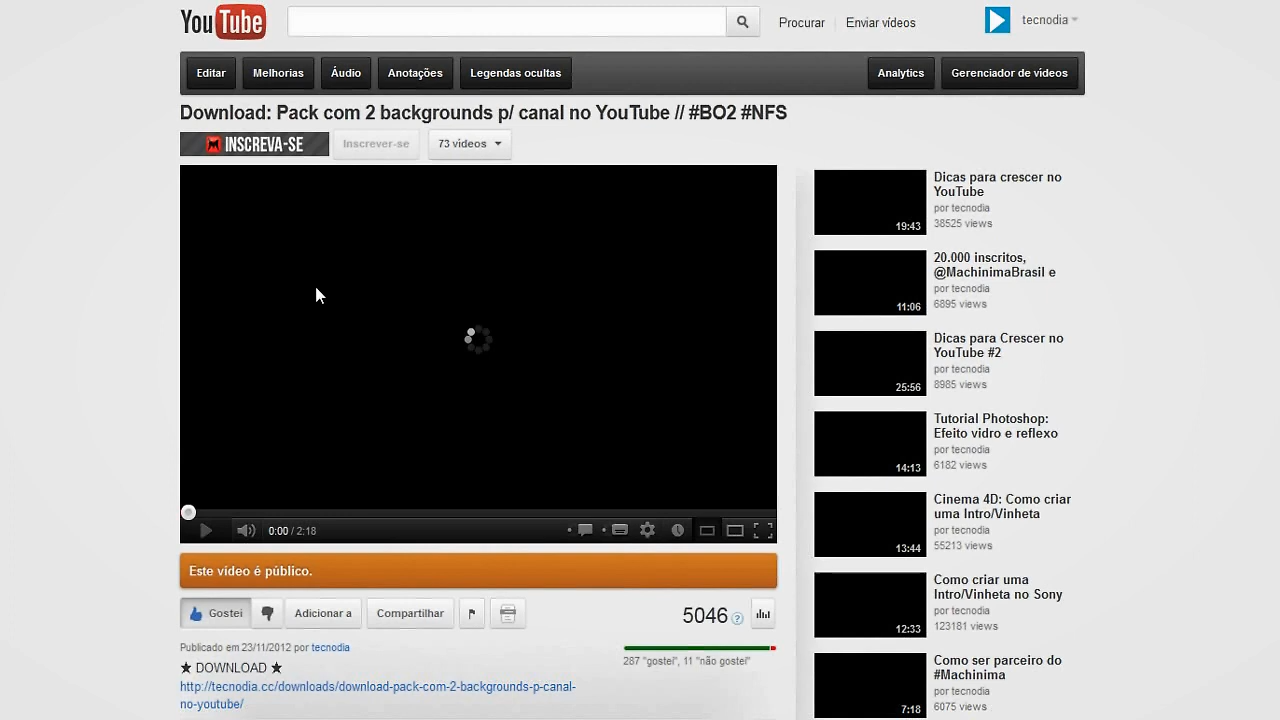 YouTube
Procurar
Enviar vídeos
tecnodia
Editar
Melhorias
Áudio
Anotações
Legendas ocultas
Analytics
Gerenciador de vídeos
Download: Pack com 2 backgrounds p/ canal no YouTube // #BO2 #NFS
INSCREVA-SE
Inscrever-se
73 vídeos
0:00 / 2:18
Este vídeo é público.
Gostei
Adicionar a
Compartilhar
5046
?
Publicado em 23/11/2012 por tecnodia
287 "gostei", 11 "não gostei"
★ DOWNLOAD ★
http://tecnodia.cc/downloads/download-pack-com-2-backgrounds-p-canal-
no-youtube/
19:43
Dicas para crescer no
YouTube
por tecnodia
38525 views
11:06
20.000 inscritos,
@MachinimaBrasil e
por tecnodia
6895 views
25:56
Dicas para Crescer no
YouTube #2
por tecnodia
8985 views
14:13
Tutorial Photoshop:
Efeito vidro e reflexo
por tecnodia
6182 views
13:44
Cinema 4D: Como criar
uma Intro/Vinheta
por tecnodia
55213 views
12:33
Como criar uma
Intro/Vinheta no Sony
por tecnodia
123181 views
7:18
Como ser parceiro do
#Machinima
por tecnodia
6075 views